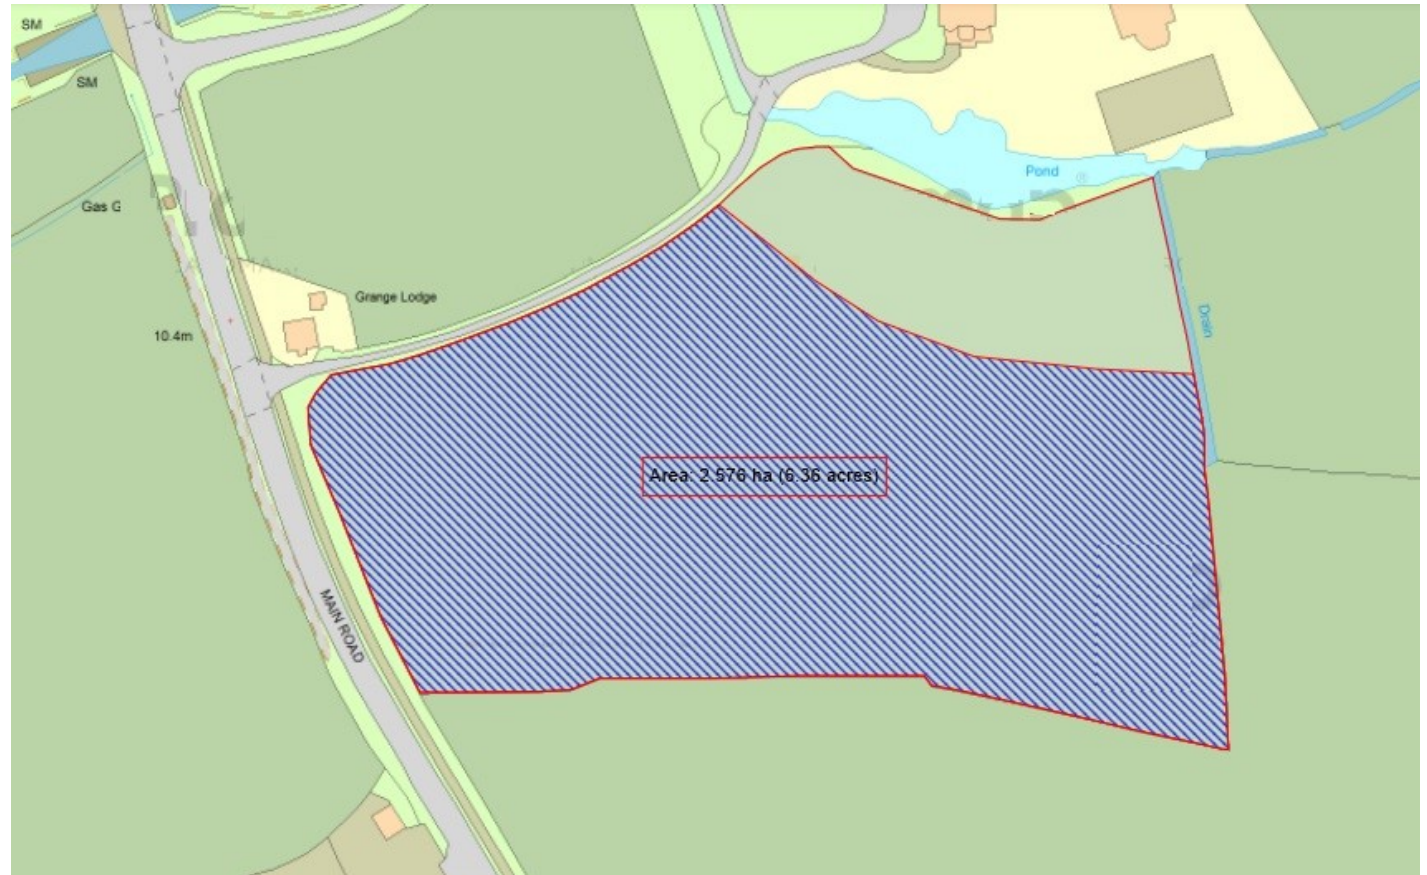 SM
SM
Pond
Gas G
Grange Lodge
Drain
10.4m
Area: 2.576 ha (6.36 acres)
MAIN ROAD